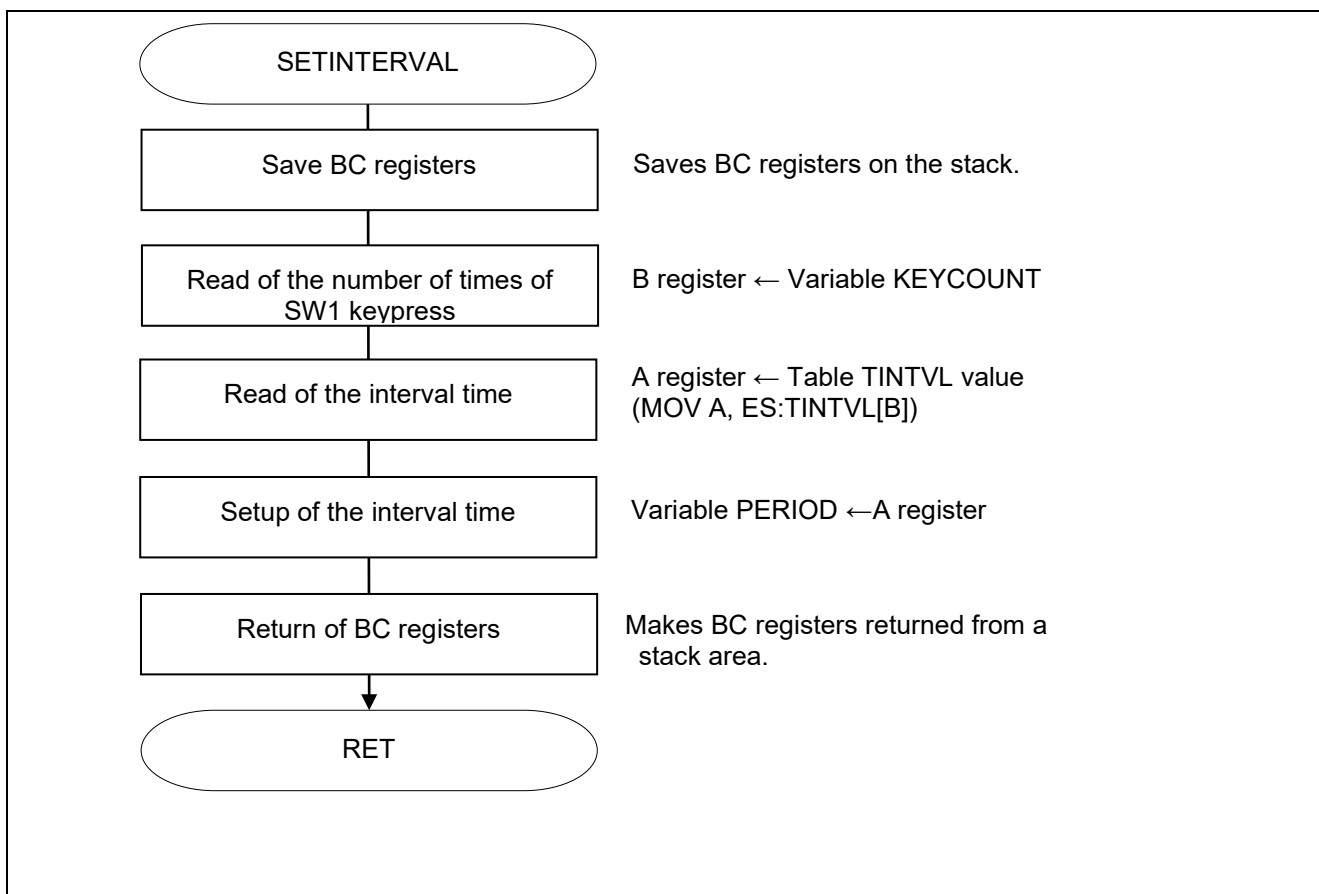 SETINTERVAL
Save BC registers
Saves BC registers on the stack.
Read of the number of times of
SW1 keypress
B register ← Variable KEYCOUNT
Read of the interval time
A register ← Table TINTVL value
(MOV A, ES:TINTVL[B])
Setup of the interval time
Variable PERIOD ←A register
Return of BC registers
Makes BC registers returned from a
stack area.
RET